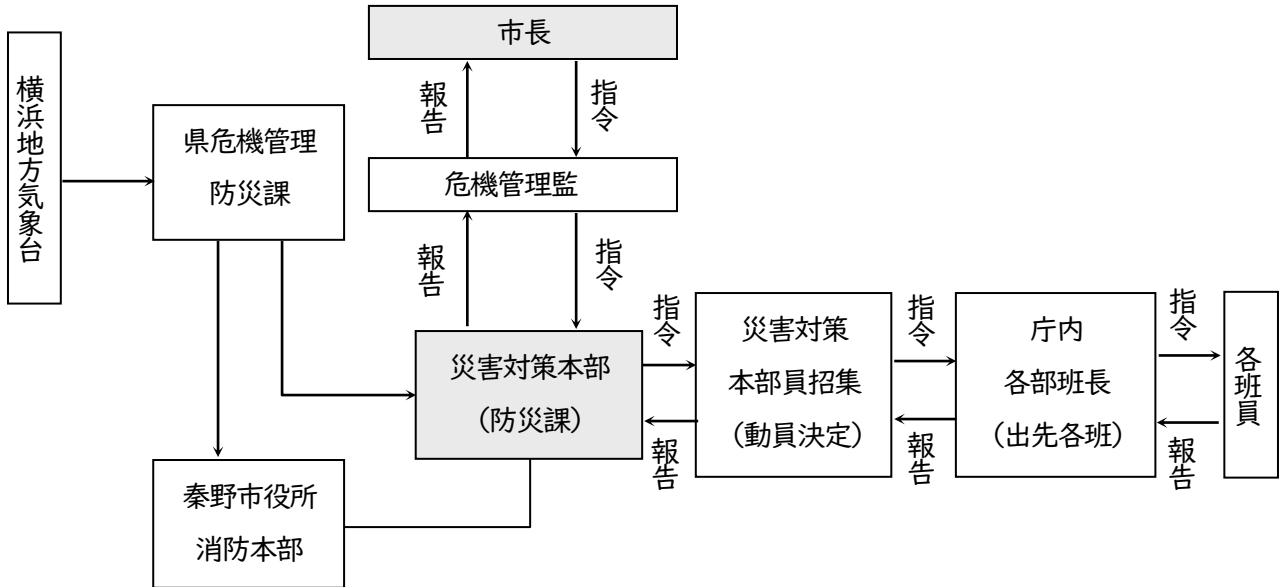 市長
横浜地方気象台
報告
指令
県危機管理
防災課
危機管理監
報告
指令
指令
災害対策
本部員招集
(動員決定)
指令
庁内
各部班長
(出先各班)
指令
各班員
災害対策本部
(防災課)
報告
報告
報告
秦野市役所
消防本部